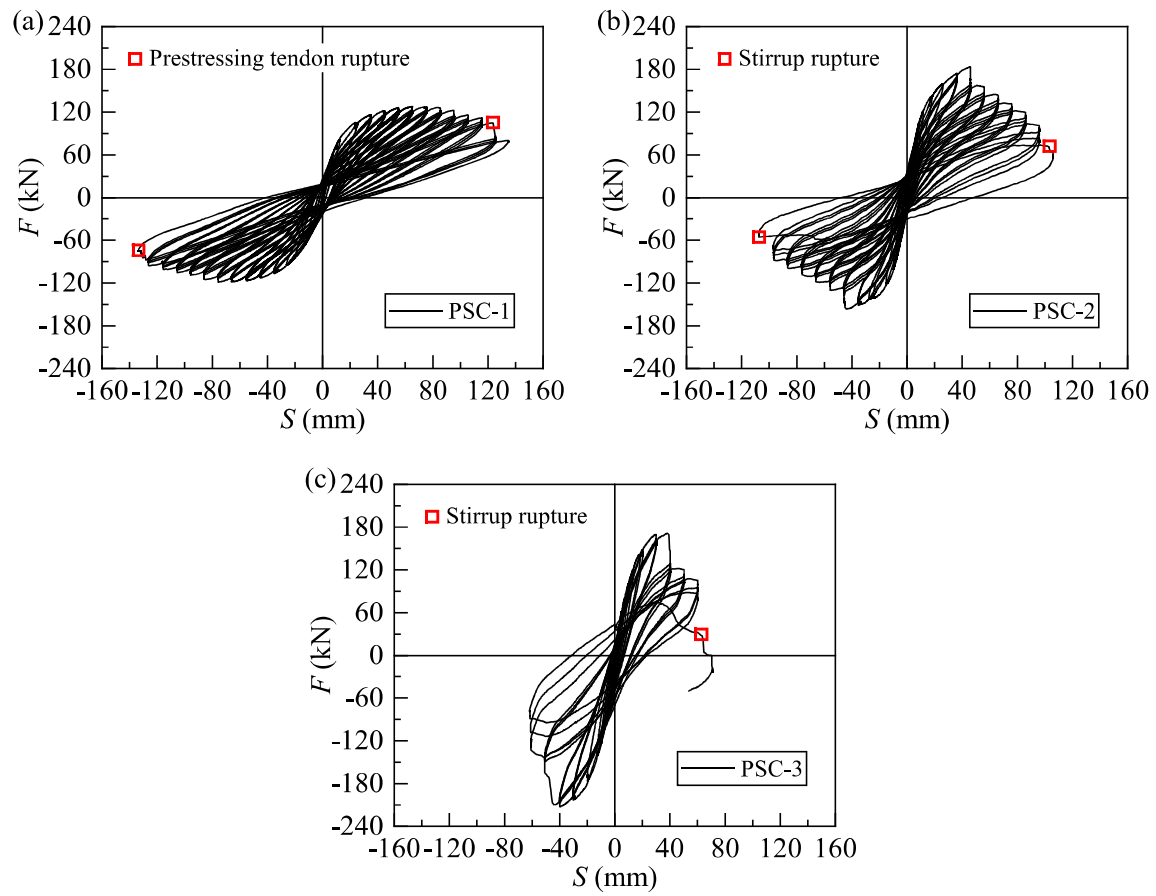 (a)
240
180
120
60
0
-60
-120
-180
-240
F (kN)
Prestressing tendon rupture
PSC-1
-160 -120 -80 -40 0 40 80 120 160
S (mm)
(b)
240
180
120
60
0
-60
-120
-180
-240
F (kN)
Stirrup rupture
PSC-2
-160 -120 -80 -40 0 40 80 120 160
S (mm)
(c)
240
180
120
60
0
-60
-120
-180
-240
F (kN)
Stirrup rupture
PSC-3
-160 -120 -80 -40 0 40 80 120 160
S (mm)